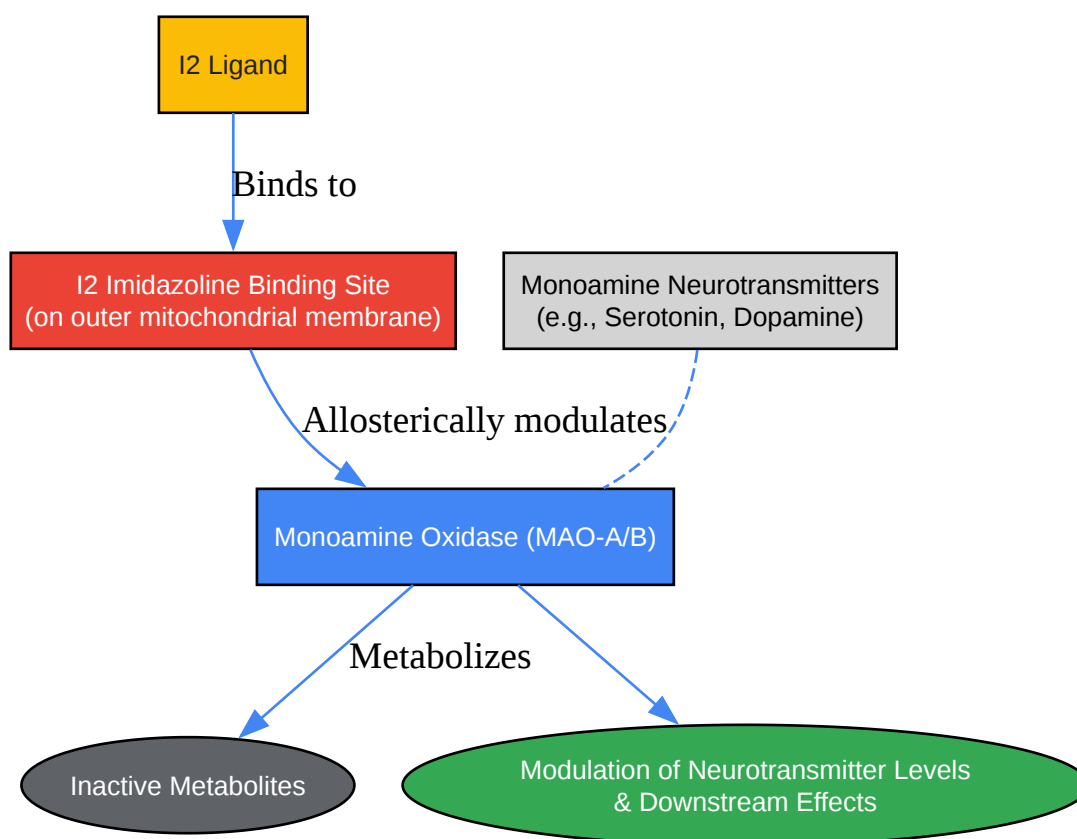 I2 Ligand
Binds to
I2 Imidazoline Binding Site
(on outer mitochondrial membrane)
Monoamine Neurotransmitters
(e.g., Serotonin, Dopamine)
Allosterically modulates
Monoamine Oxidase (MAO-A/B)
Metabolizes
Inactive Metabolites
Modulation of Neurotransmitter Levels
& Downstream Effects